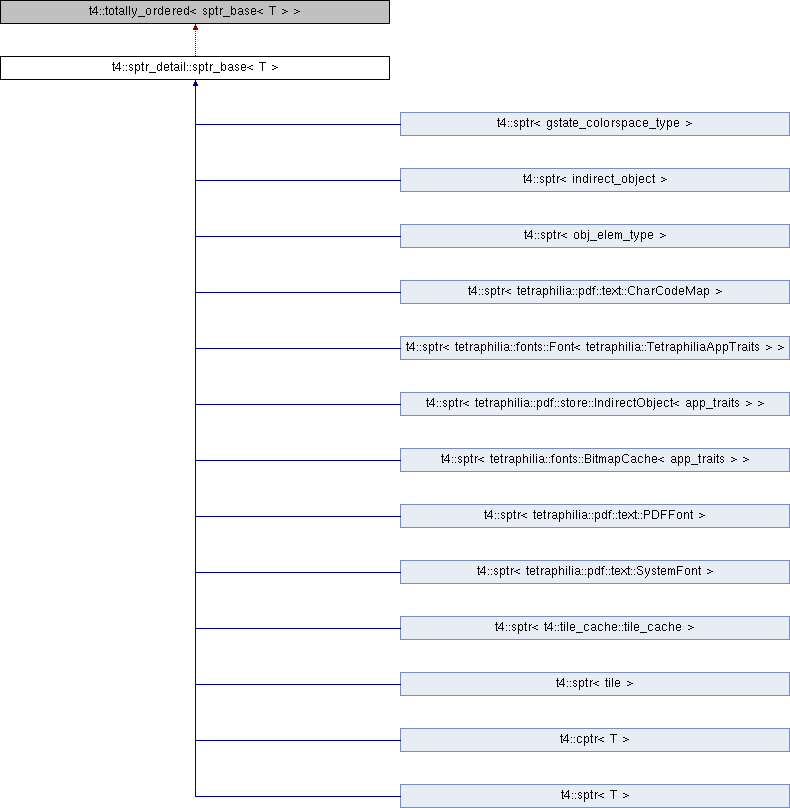 t4::totally_ordered< sptr_base< T > >
t4::sptr_detail::sptr_base< T >
t4::sptr< gstate_colorspace_type >
t4::sptr< indirect_object >
t4::sptr< obj_elem_type >
t4::sptr< tetraphilia::pdf::text::CharCodeMap >
t4::sptr< tetraphilia::fonts::Font< tetraphilia::TetraphiliaAppTraits > >
t4::sptr< tetraphilia::pdf::store::IndirectObject< app_traits > >
t4::sptr< tetraphilia::fonts::BitmapCache< app_traits > >
t4::sptr< tetraphilia::pdf::text::PDFFont >
t4::sptr< tetraphilia::pdf::text::SystemFont >
t4::sptr< t4::tile_cache::tile_cache >
t4::sptr< tile >
t4::cptr< T >
t4::sptr< T >